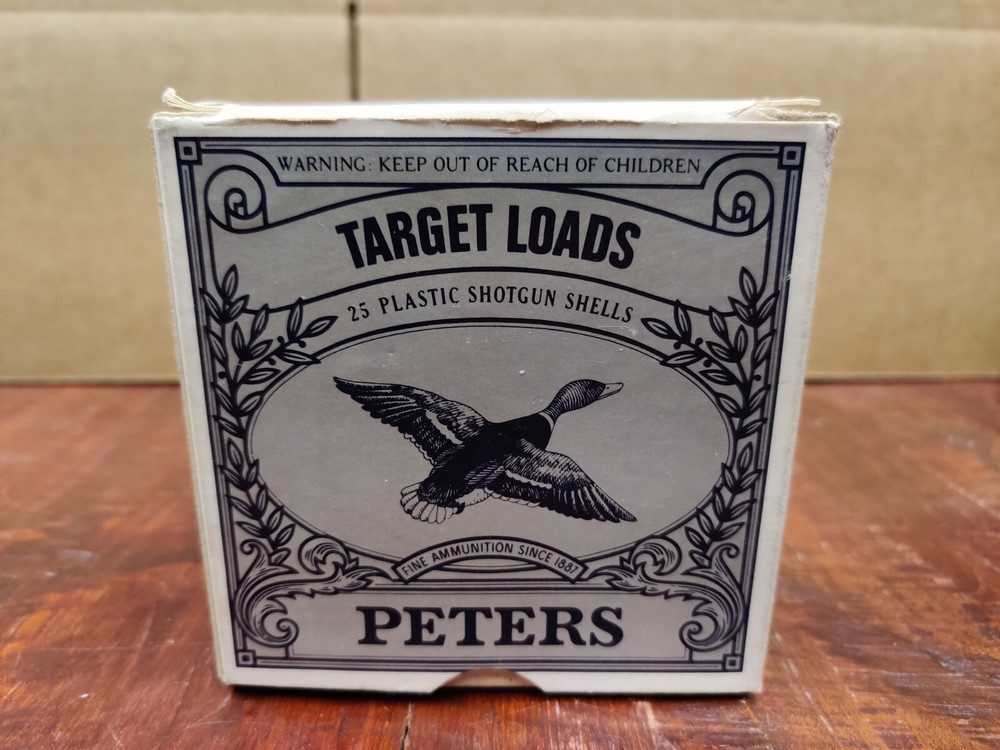 WARNING: KEEP OUT OF REACH OF CHILDREN
TARGET LOADS
25 PLASTIC SHOTGUN SHELLS
FINE AMMUNITION SINCE 1887
PETERS